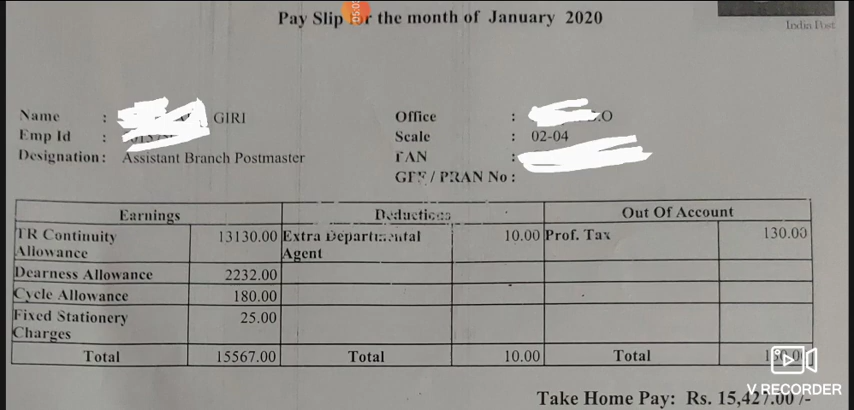 Pay Slip for the month of January 2020
India Post
Name : GIRI
Office : .O
Emp Id :
Scale : 02-04
Designation: Assistant Branch Postmaster
PAN :
GPF / PRAN No :
Earnings Deductions Out Of Account
TR Continuity Allowance 13130.00 Extra Departmental Agent 10.00 Prof. Tax 130.00
Dearness Allowance 2232.00
Cycle Allowance 180.00
Fixed Stationery Charges 25.00
Total 15567.00 Total 10.00 Total
V RECORDER
Take Home Pay: Rs. 15,427.00 /-